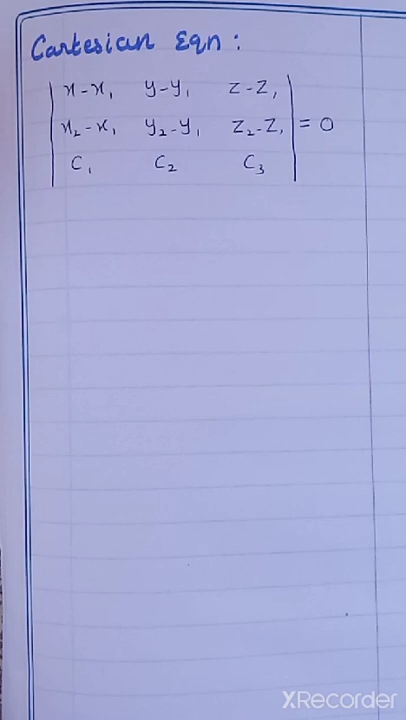 Cartesian Eqn :
| x-x₁ y-y₁ z-z₁ |
| x₂-x₁ y₂-y₁ z₂-z₁ | = 0
| C₁ C₂ C₃ |
XRecorder